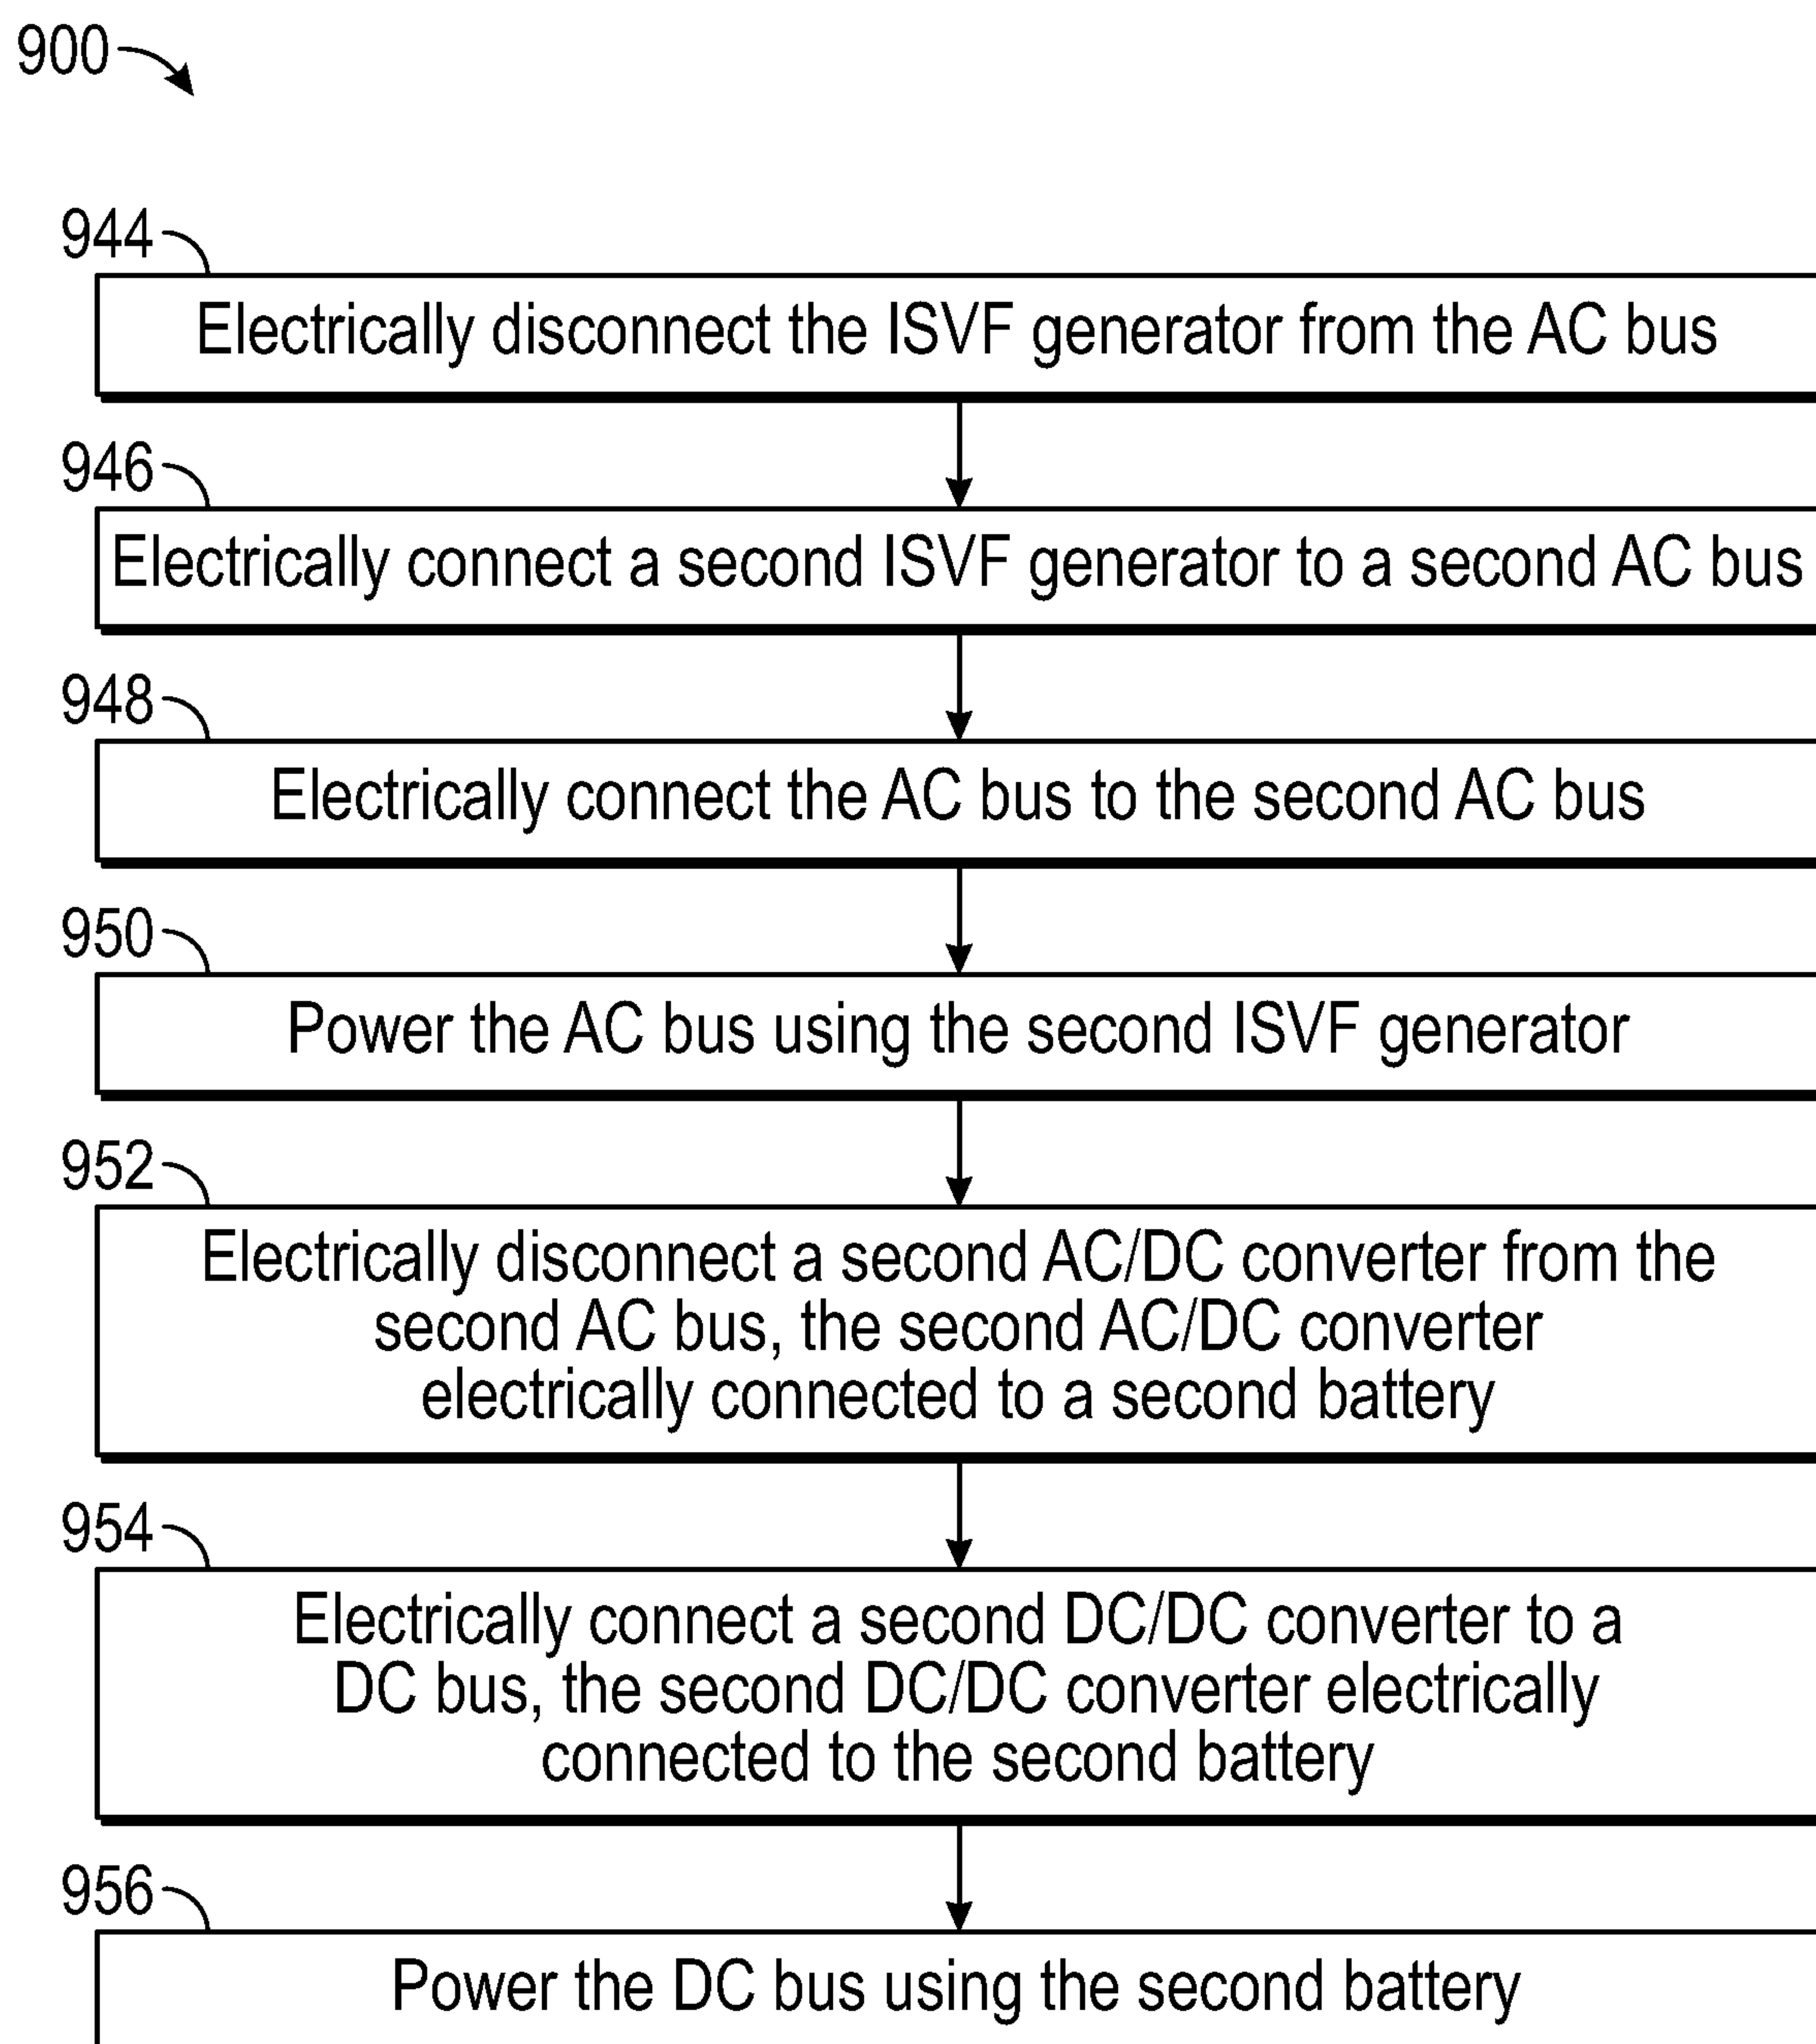 900
944
Electrically disconnect the ISVF generator from the AC bus
946
Electrically connect a second ISVF generator to a second AC bus
948
Electrically connect the AC bus to the second AC bus
950
Power the AC bus using the second ISVF generator
952
Electrically disconnect a second AC/DC converter from the
second AC bus, the second AC/DC converter
electrically connected to a second battery
954
Electrically connect a second DC/DC converter to a
DC bus, the second DC/DC converter electrically
connected to the second battery
956
Power the DC bus using the second battery